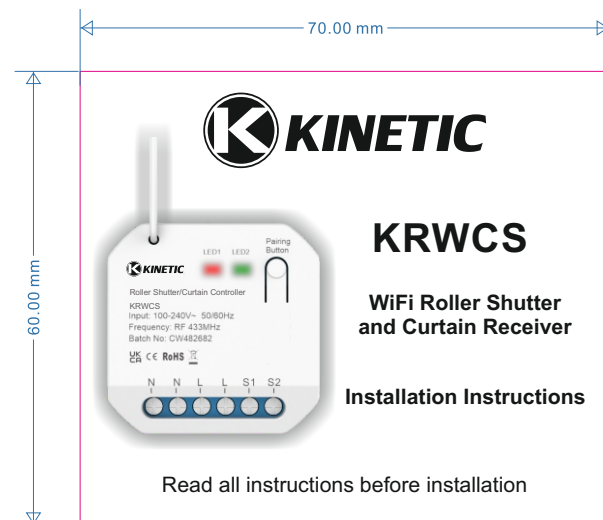 70.00 mm
60.00 mm
K KINETIC
KRWCS
WiFi Roller Shutter
and Curtain Receiver
Installation Instructions
LED1 LED2 Pairing
Button
K KINETIC
Roller Shutter/Curtain Controller
KRWCS
Input: 100-240V~ 50/60Hz
Frequency: RF 433MHz
Batch No: CW482682
UK
CA CE RoHS
N N L L S1 S2
Read all instructions before installation